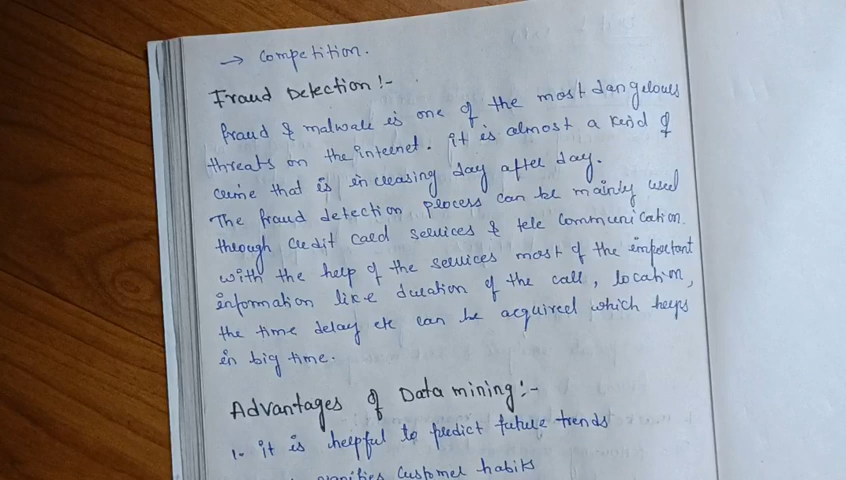 → Competition.
Fraud Detection :-
fraud & malware is one of the most dangerous
threats on the internet. it is almost a kind of
crime that is increasing day after day.
The fraud detection process can be mainly used
through credit card services & tele communication.
with the help of the services most of the important
information like duration of the call, location,
the time delay etc can be acquired which helps
in big time.
Advantages of Data mining :-
1. it is helpful to predict future trends
customer habits